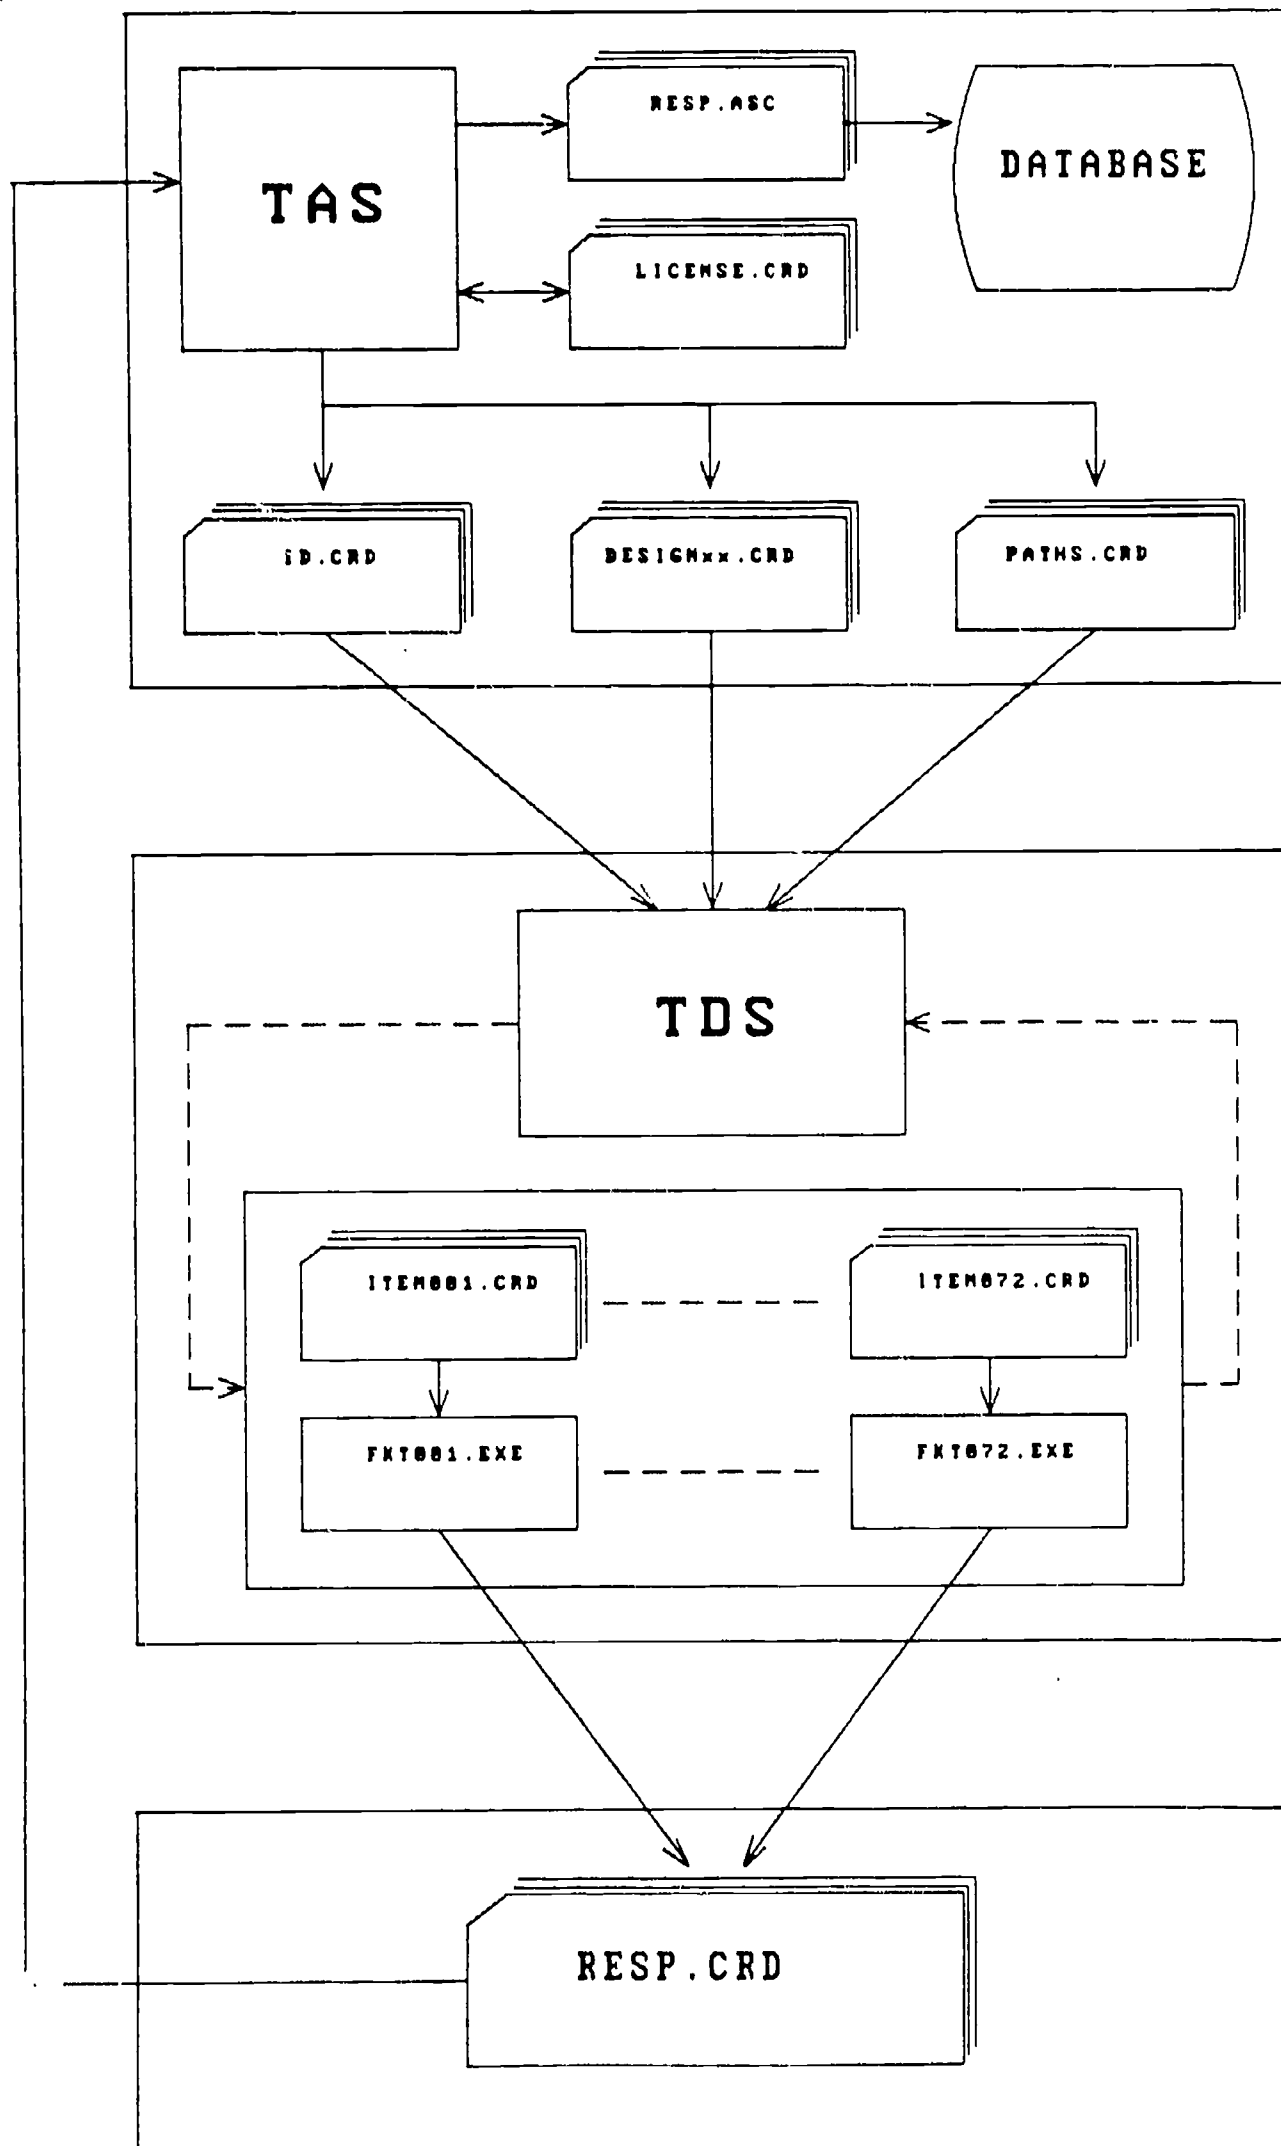 RESP.ASC
DATABASE
TAS
LICENSE.CRD
ID.CRD
DESIGNxx.CRD
PATHS.CRD
TDS
ITEM001.CRD
ITEM072.CRD
FKT001.EXE
FKT072.EXE
RESP.CRD